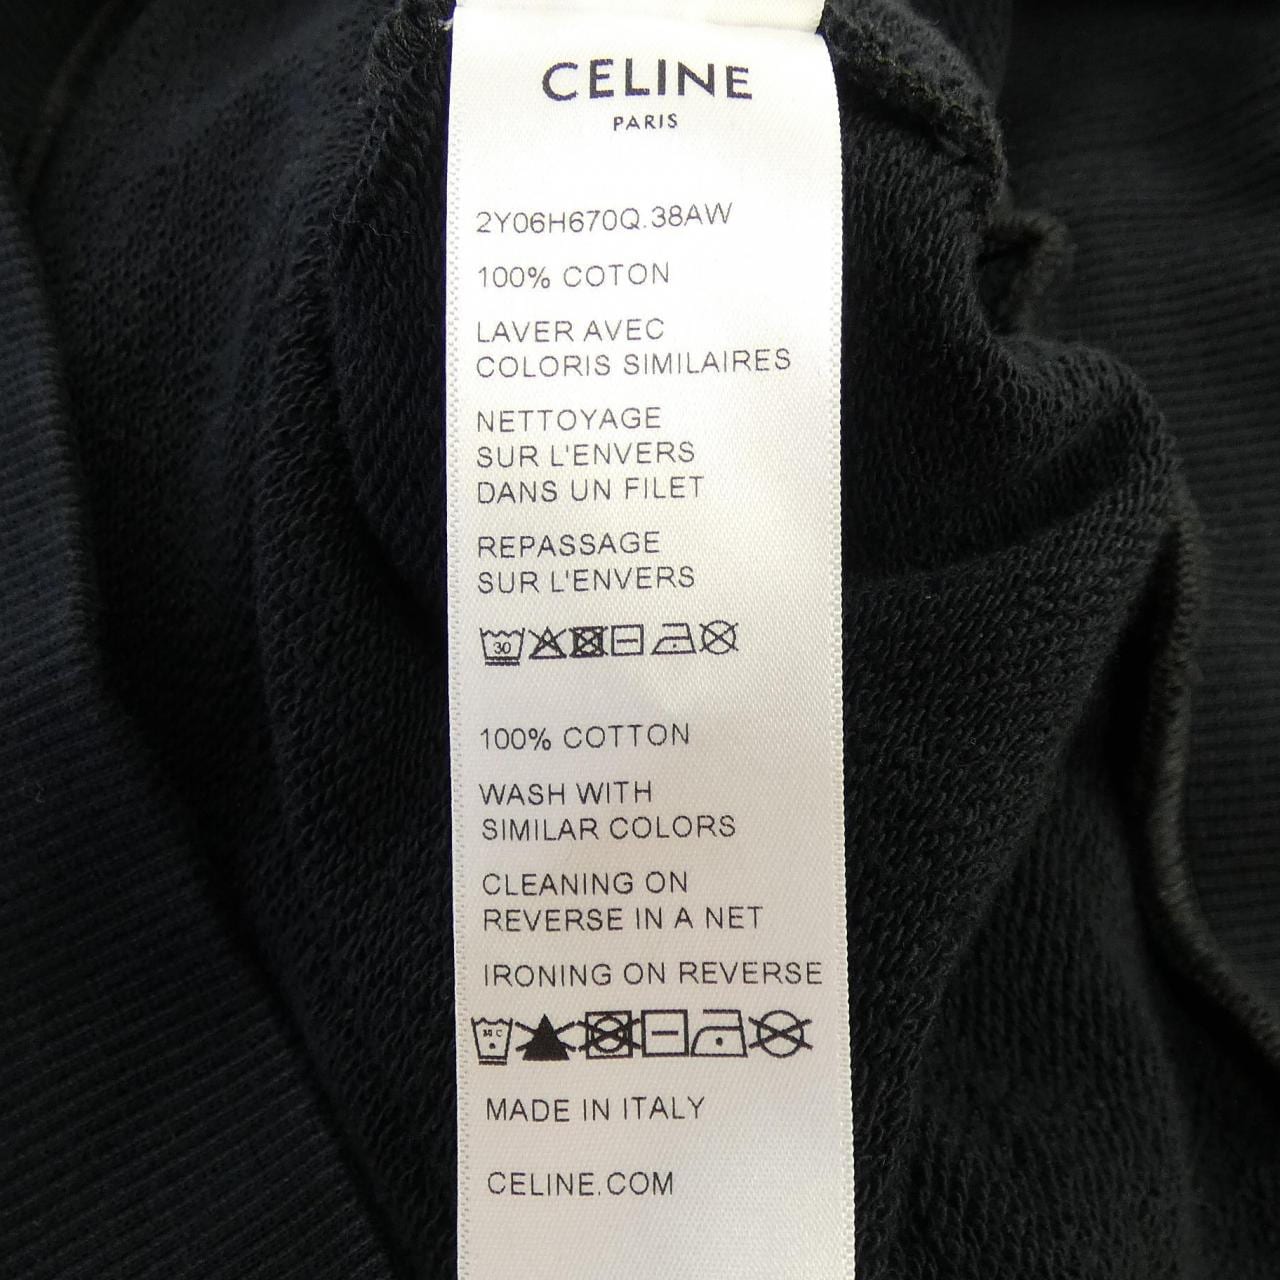 CELINE
PARIS
2Y06H670Q.38AW
100% COTON
LAVER AVEC
COLORIS SIMILAIRES
NETTOYAGE
SUR L'ENVERS
DANS UN FILET
REPASSAGE
SUR L'ENVERS
30
100% COTTON
WASH WITH
SIMILAR COLORS
CLEANING ON
REVERSE IN A NET
IRONING ON REVERSE
30 C
MADE IN ITALY
CELINE.COM